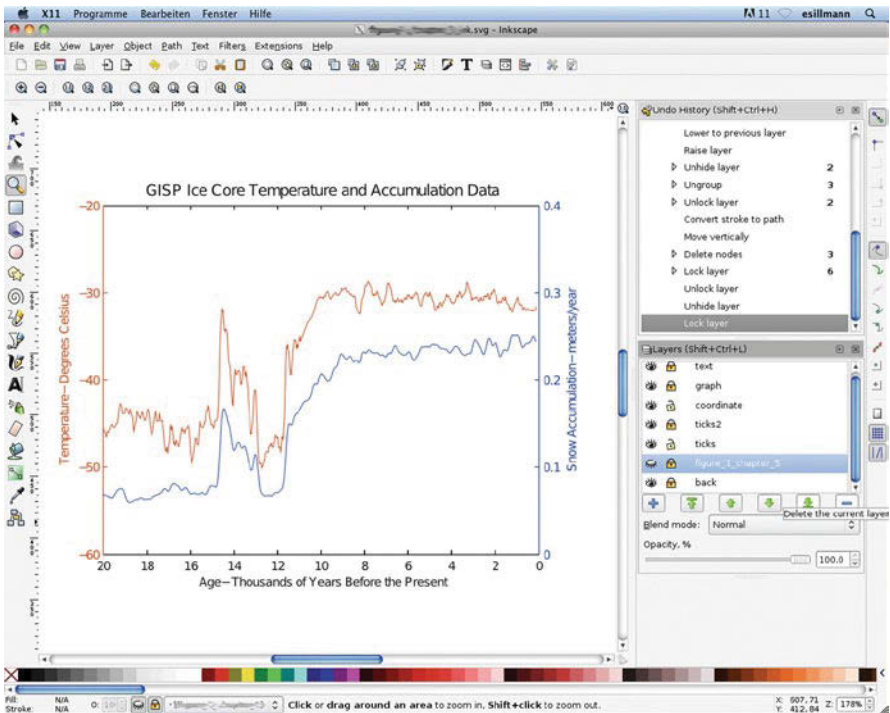 X11 Programme Bearbeiten Fenster Hilfe
11 esillmann
.svg - Inkscape
File Edit View Layer Object Path Text Filters Extensions Help
Undo History (Shift+Ctrl+H)
Lower to previous layer
Raise layer
Unhide layer 2
Ungroup 3
Unlock layer 2
Convert stroke to path
Move vertically
Delete nodes 3
Lock layer 6
Unlock layer
Unhide layer
Lock layer
Layers (Shift+Ctrl+L)
text
graph
coordinate
ticks2
ticks
figure_1_shapter_5
back
Delete the current layer
Blend mode: Normal
Opacity, %
100.0
GISP Ice Core Temperature and Accumulation Data
Temperature–Degrees Celsius
−20
−30
−40
−50
−60
0.4
0.3
0.2
0.1
0
Snow Accumulation–meters/year
20 18 16 14 12 10 8 6 4 2 0
Age–Thousands of Years Before the Present
Fill: N/A
Stroke: N/A
O:
Click or drag around an area to zoom in, Shift+click to zoom out.
X: 607,71
Y: 412,84
Z: 178%